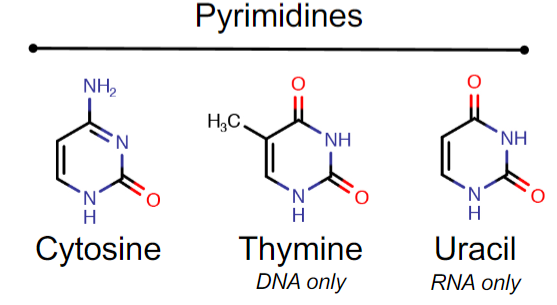 Pyrimidines
NH₂
N
N
H
O
Cytosine
O
H₃C
NH
N
H
O
Thymine
DNA only
O
NH
N
H
O
Uracil
RNA only